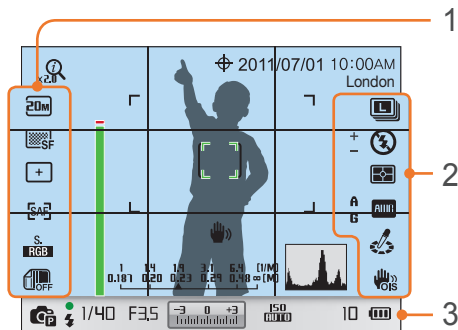 1
x2.0
2011/07/01 10:00AM
London
20M
SF
+
-
2
SAF
A
G
AWB
S.
RGB
1 1.4 1.9 3.1 6.4 [1/M]
0.187 0.20 0.23 0.29 0.48 ∞ [M]
OFF
OIS
P 1/40 F3.5 -3 0 +3 ISO AUTO 10
3
L